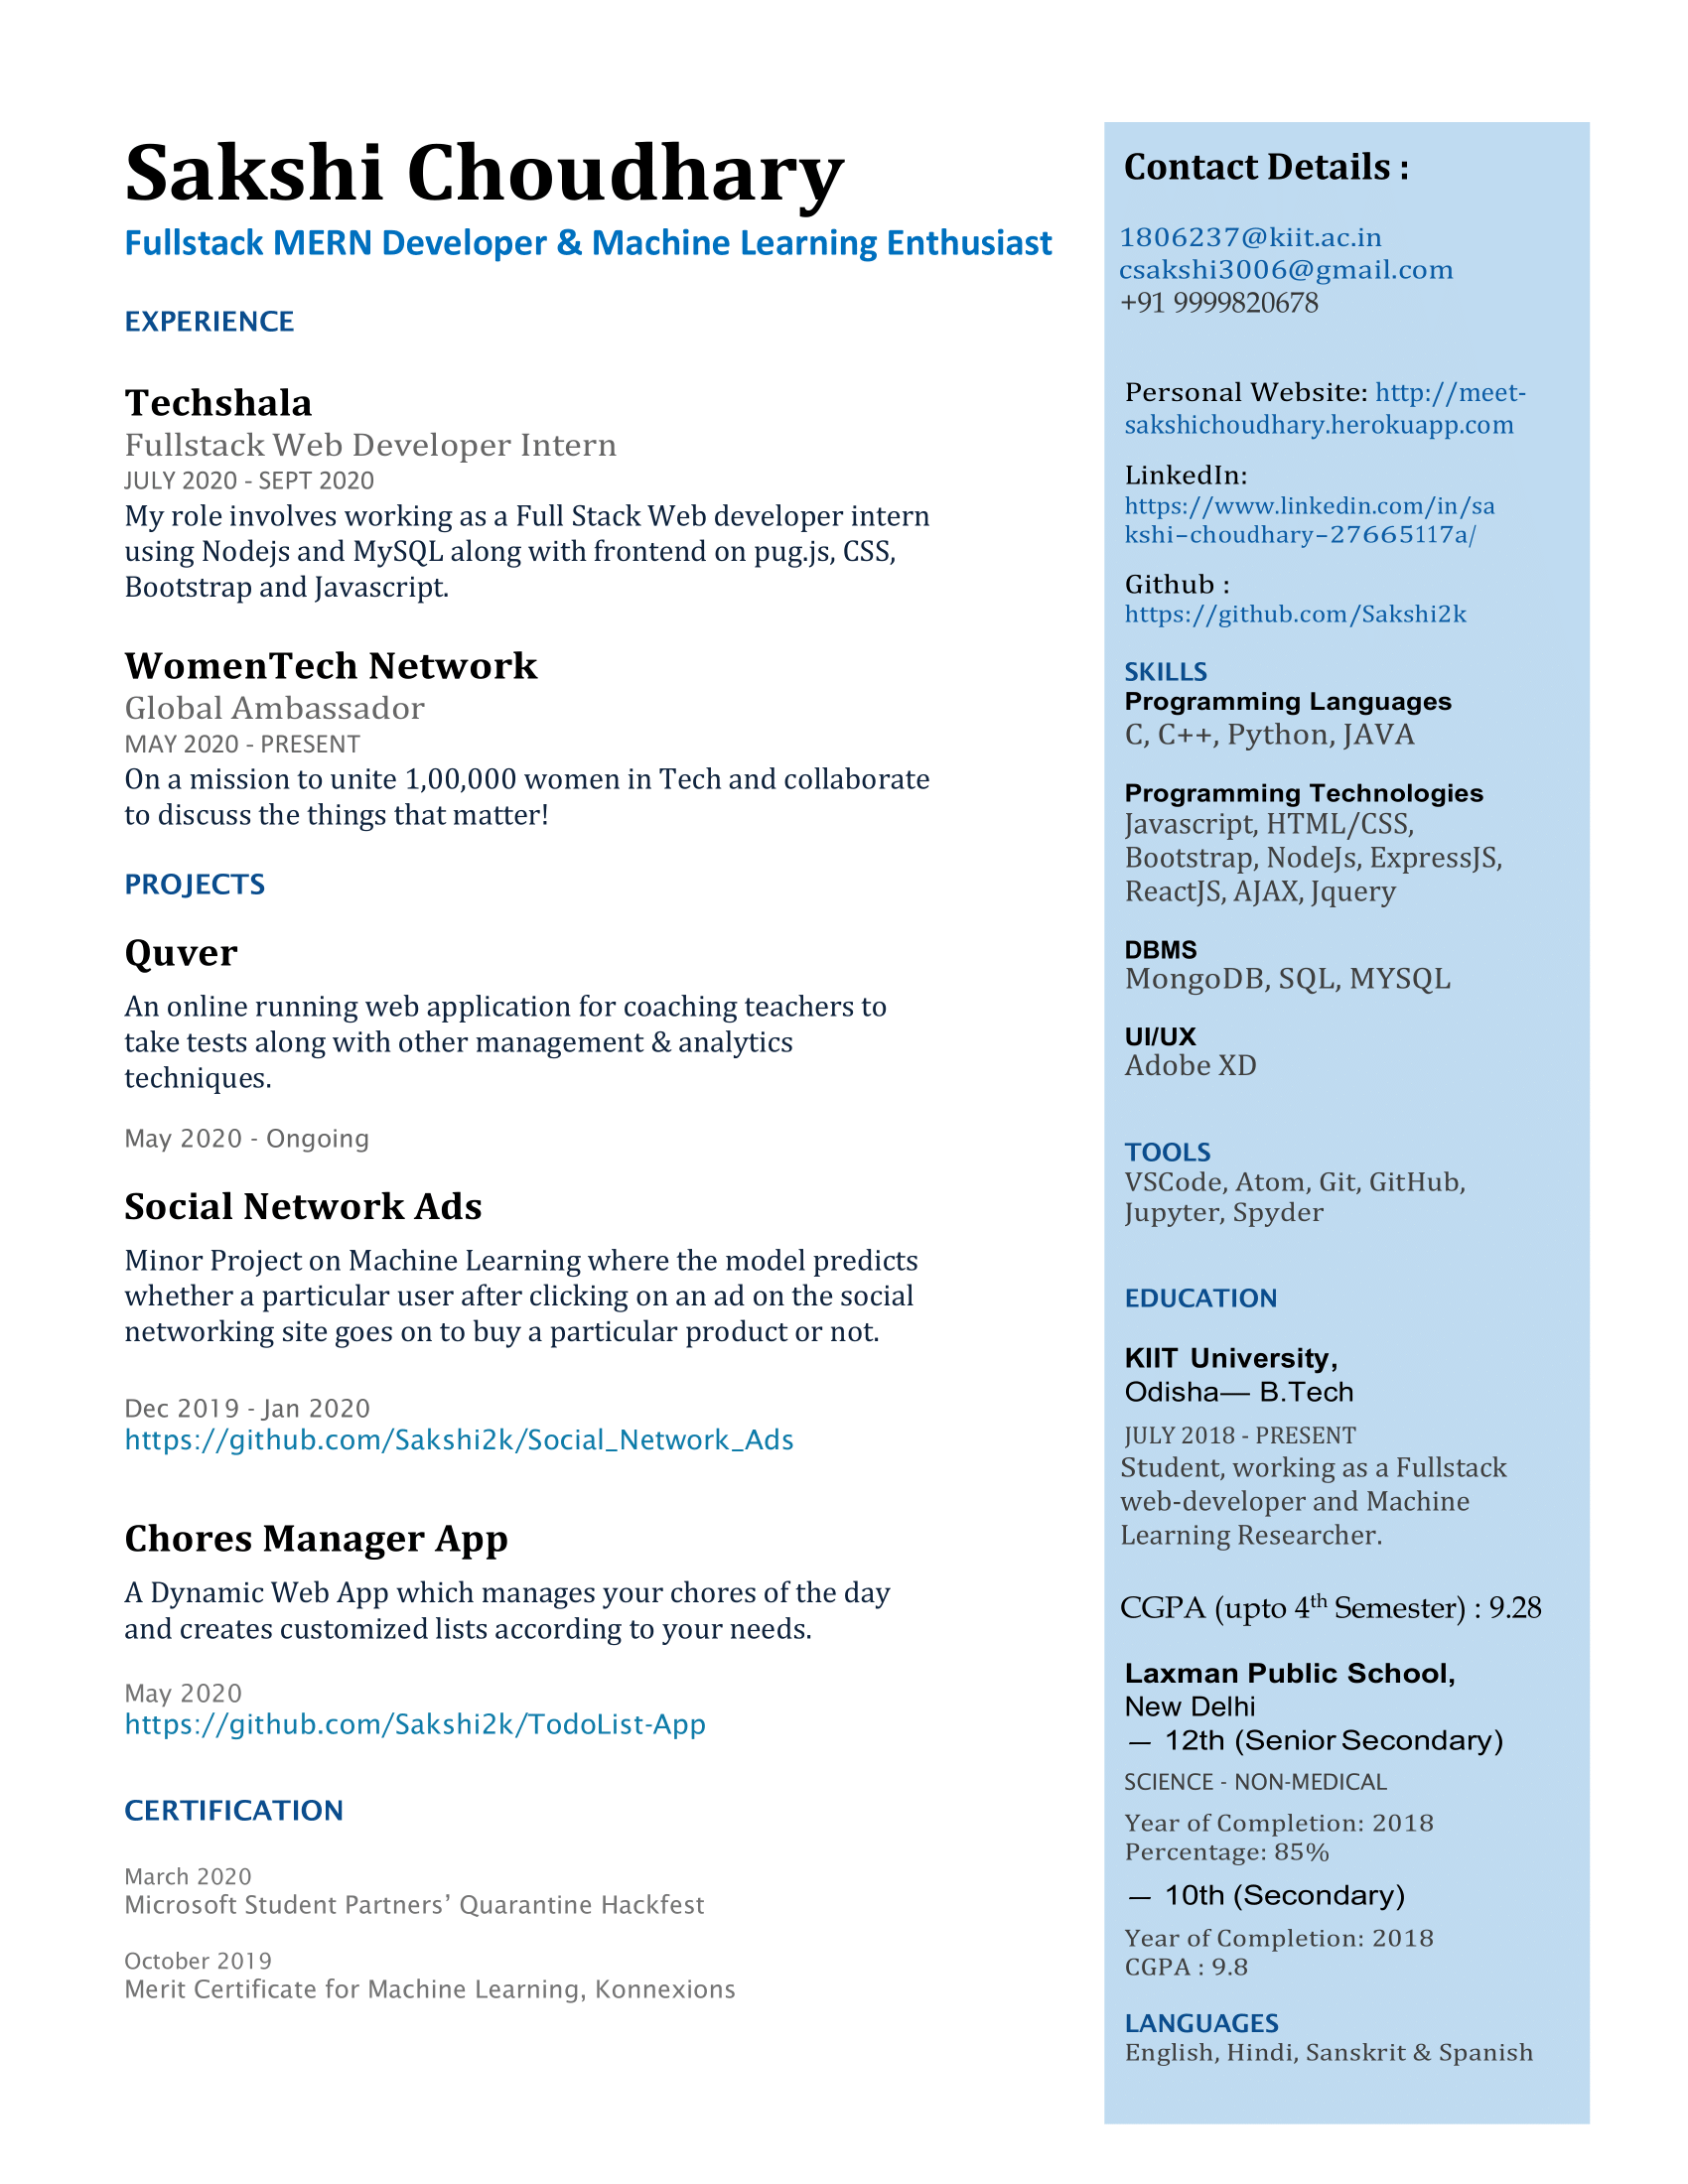 Sakshi Choudhary
Fullstack MERN Developer & Machine Learning Enthusiast
EXPERIENCE
Techshala
Fullstack Web Developer Intern
JULY 2020 - SEPT 2020
My role involves working as a Full Stack Web developer intern
using Nodejs and MySQL along with frontend on pug.js, CSS,
Bootstrap and Javascript.
WomenTech Network
Global Ambassador
MAY 2020 - PRESENT
On a mission to unite 1,00,000 women in Tech and collaborate
to discuss the things that matter!
PROJECTS
Quver
An online running web application for coaching teachers to
take tests along with other management & analytics
techniques.
May 2020 - Ongoing
Social Network Ads
Minor Project on Machine Learning where the model predicts
whether a particular user after clicking on an ad on the social
networking site goes on to buy a particular product or not.
Dec 2019 - Jan 2020
https://github.com/Sakshi2k/Social_Network_Ads
Chores Manager App
A Dynamic Web App which manages your chores of the day
and creates customized lists according to your needs.
May 2020
https://github.com/Sakshi2k/TodoList-App
CERTIFICATION
March 2020
Microsoft Student Partners’ Quarantine Hackfest
October 2019
Merit Certificate for Machine Learning, Konnexions
Contact Details :
1806237@kiit.ac.in
csakshi3006@gmail.com
+91 9999820678
Personal Website: http://meet-
sakshichoudhary.herokuapp.com
LinkedIn:
https://www.linkedin.com/in/sa
kshi-choudhary-27665117a/
Github :
https://github.com/Sakshi2k
SKILLS
Programming Languages
C, C++, Python, JAVA
Programming Technologies
Javascript, HTML/CSS,
Bootstrap, NodeJs, ExpressJS,
ReactJS, AJAX, Jquery
DBMS
MongoDB, SQL, MYSQL
UI/UX
Adobe XD
TOOLS
VSCode, Atom, Git, GitHub,
Jupyter, Spyder
EDUCATION
KIIT University,
Odisha— B.Tech
JULY 2018 - PRESENT
Student, working as a Fullstack
web-developer and Machine
Learning Researcher.
CGPA (upto 4th Semester) : 9.28
Laxman Public School,
New Delhi
— 12th (Senior Secondary)
SCIENCE - NON-MEDICAL
Year of Completion: 2018
Percentage: 85%
— 10th (Secondary)
Year of Completion: 2018
CGPA : 9.8
LANGUAGES
English, Hindi, Sanskrit & Spanish